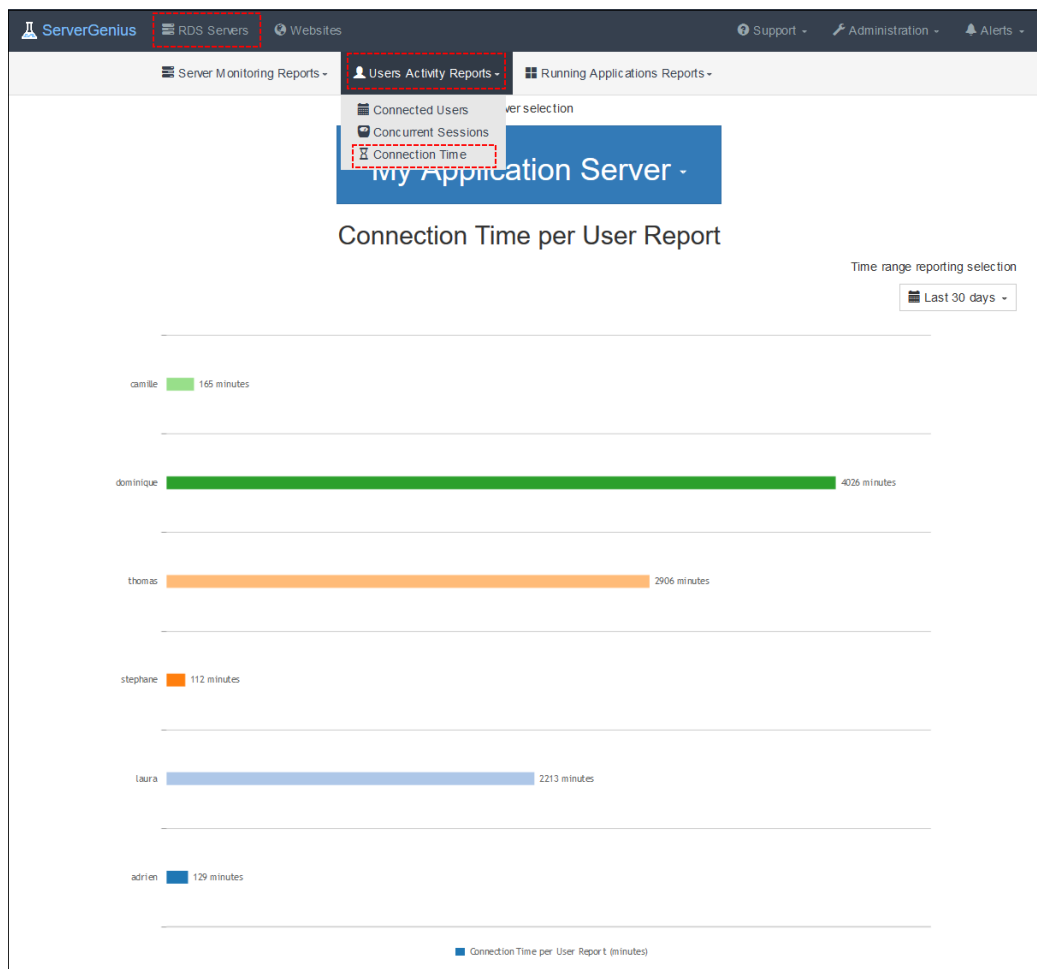 ServerGenius RDS Servers Websites Support Administration Alerts
Server Monitoring Reports Users Activity Reports Running Applications Reports
Connected Users
Concurrent Sessions
Connection Time
ver selection
My Application Server
Connection Time per User Report
Time range reporting selection
Last 30 days
camille 165 minutes
dominique 4026 minutes
thomas 2906 minutes
stephane 112 minutes
laura 2213 minutes
adrien 129 minutes
Connection Time per User Report (minutes)